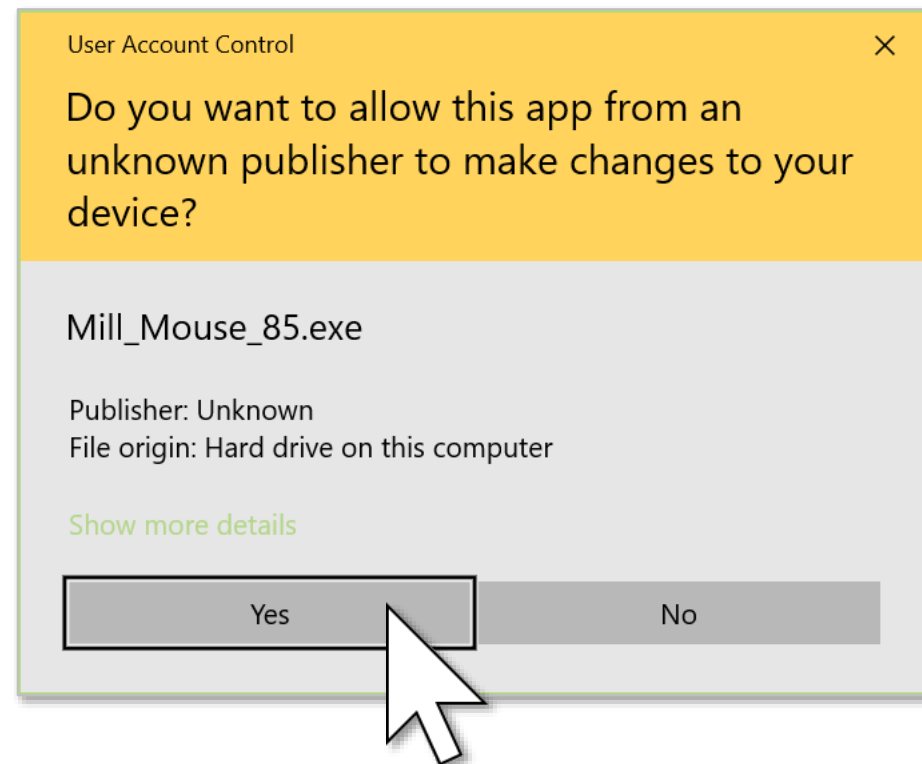 User Account Control
Do you want to allow this app from an
unknown publisher to make changes to your
device?
Mill_Mouse_85.exe
Publisher: Unknown
File origin: Hard drive on this computer
Show more details
Yes
No